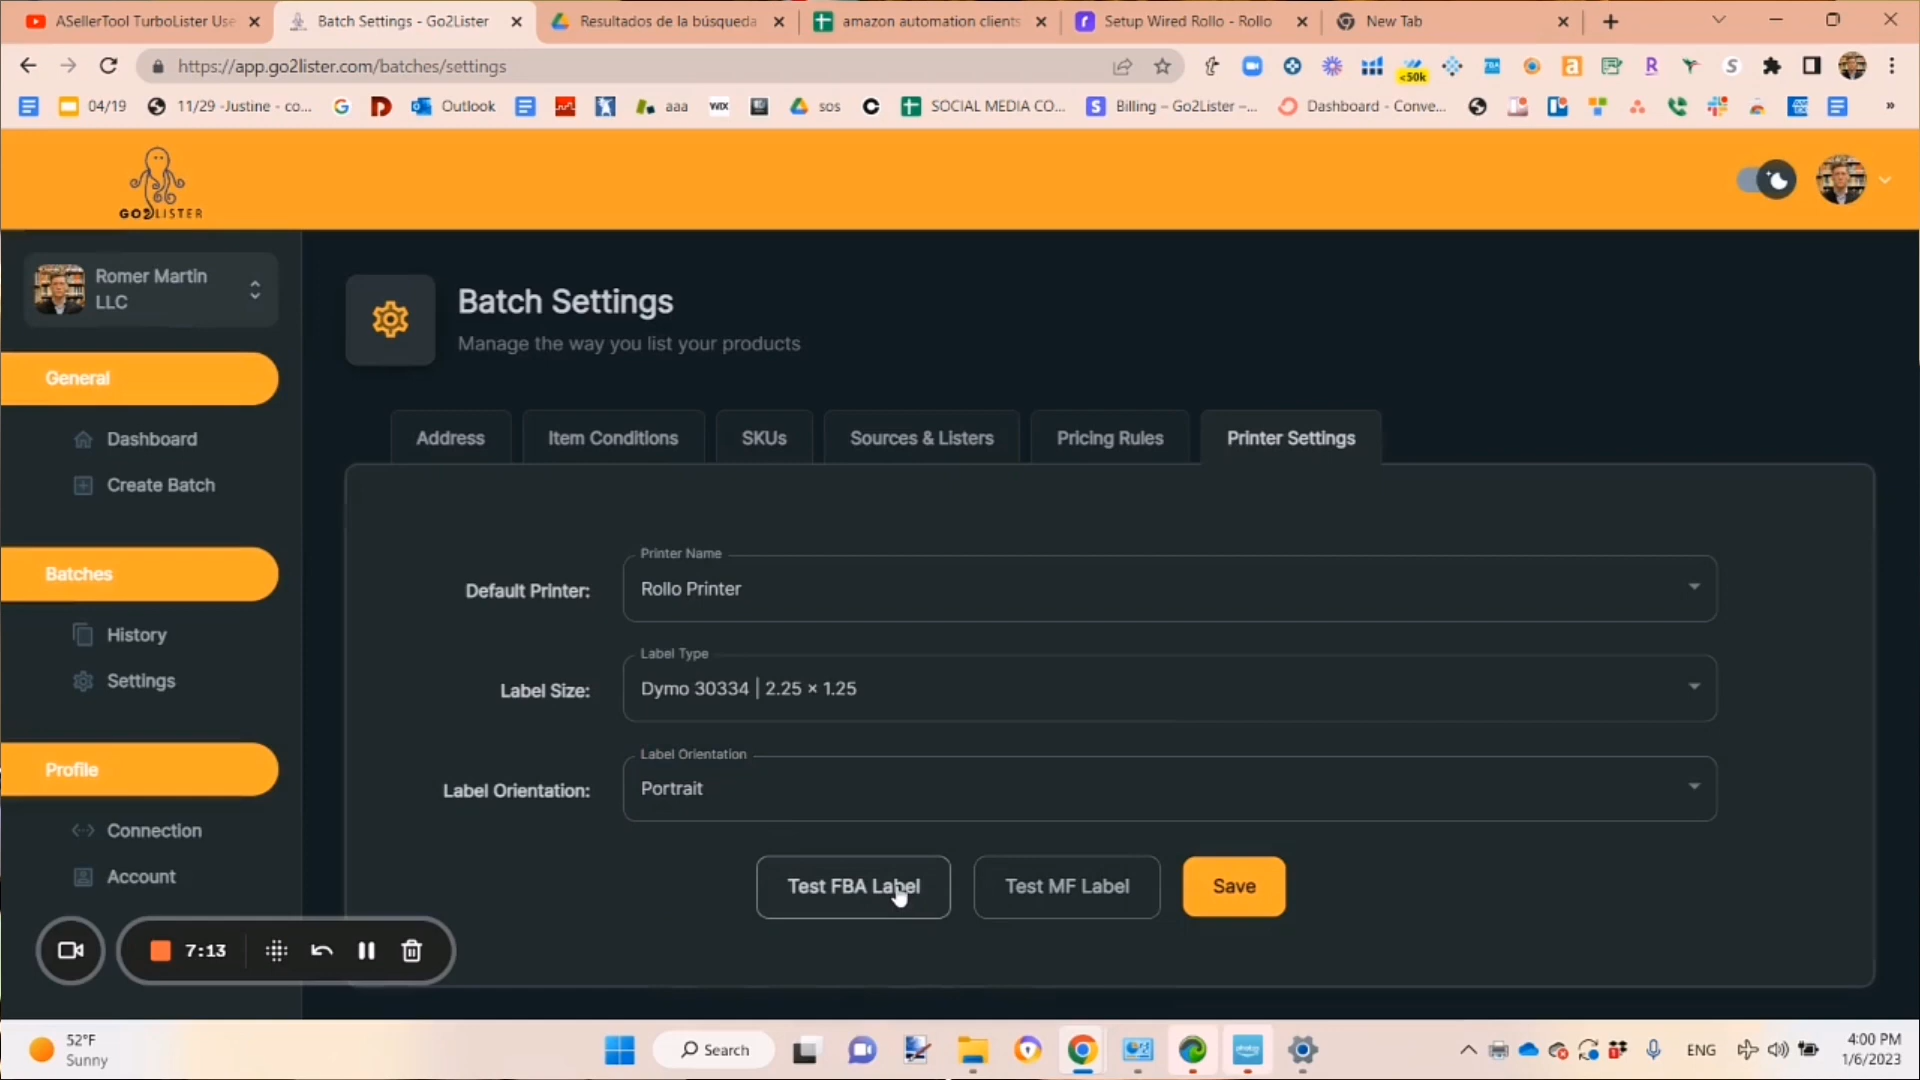 ASellerTool TurboLister Use
Batch Settings - Go2Lister
Resultados de la búsqueda
amazon automation clients
Setup Wired Rollo - Rollo
New Tab
https://app.go2lister.com/batches/settings
<50k
04/19
11/29 -Justine - co...
Outlook
aaa
WIX
sos
SOCIAL MEDIA CO...
Billing – Go2Lister –...
Dashboard - Conve...
»
GO2LISTER
Romer Martin
LLC
Batch Settings
Manage the way you list your products
General
Dashboard
Create Batch
Batches
History
Settings
Profile
Connection
Account
Address
Item Conditions
SKUs
Sources & Listers
Pricing Rules
Printer Settings
Default Printer:
Printer Name
Rollo Printer
Label Size:
Label Type
Dymo 30334 | 2.25 × 1.25
Label Orientation:
Label Orientation
Portrait
Test FBA Label
Test MF Label
Save
7:13
52°F
Sunny
Search
ENG
4:00 PM
1/6/2023